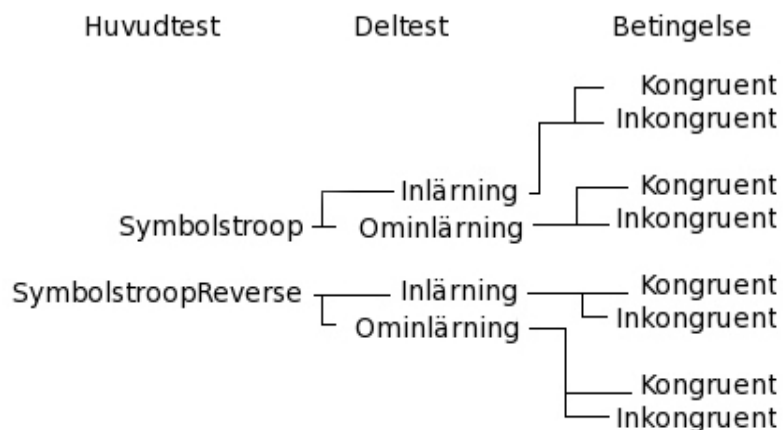 Huvudtest Deltest Betingelse
Kongruent
Inkongruent
Inlärning Kongruent
Symbolstroop Ominlärning Inkongruent
SymbolstroopReverse Inlärning Kongruent
Inkongruent
Ominlärning
Kongruent
Inkongruent